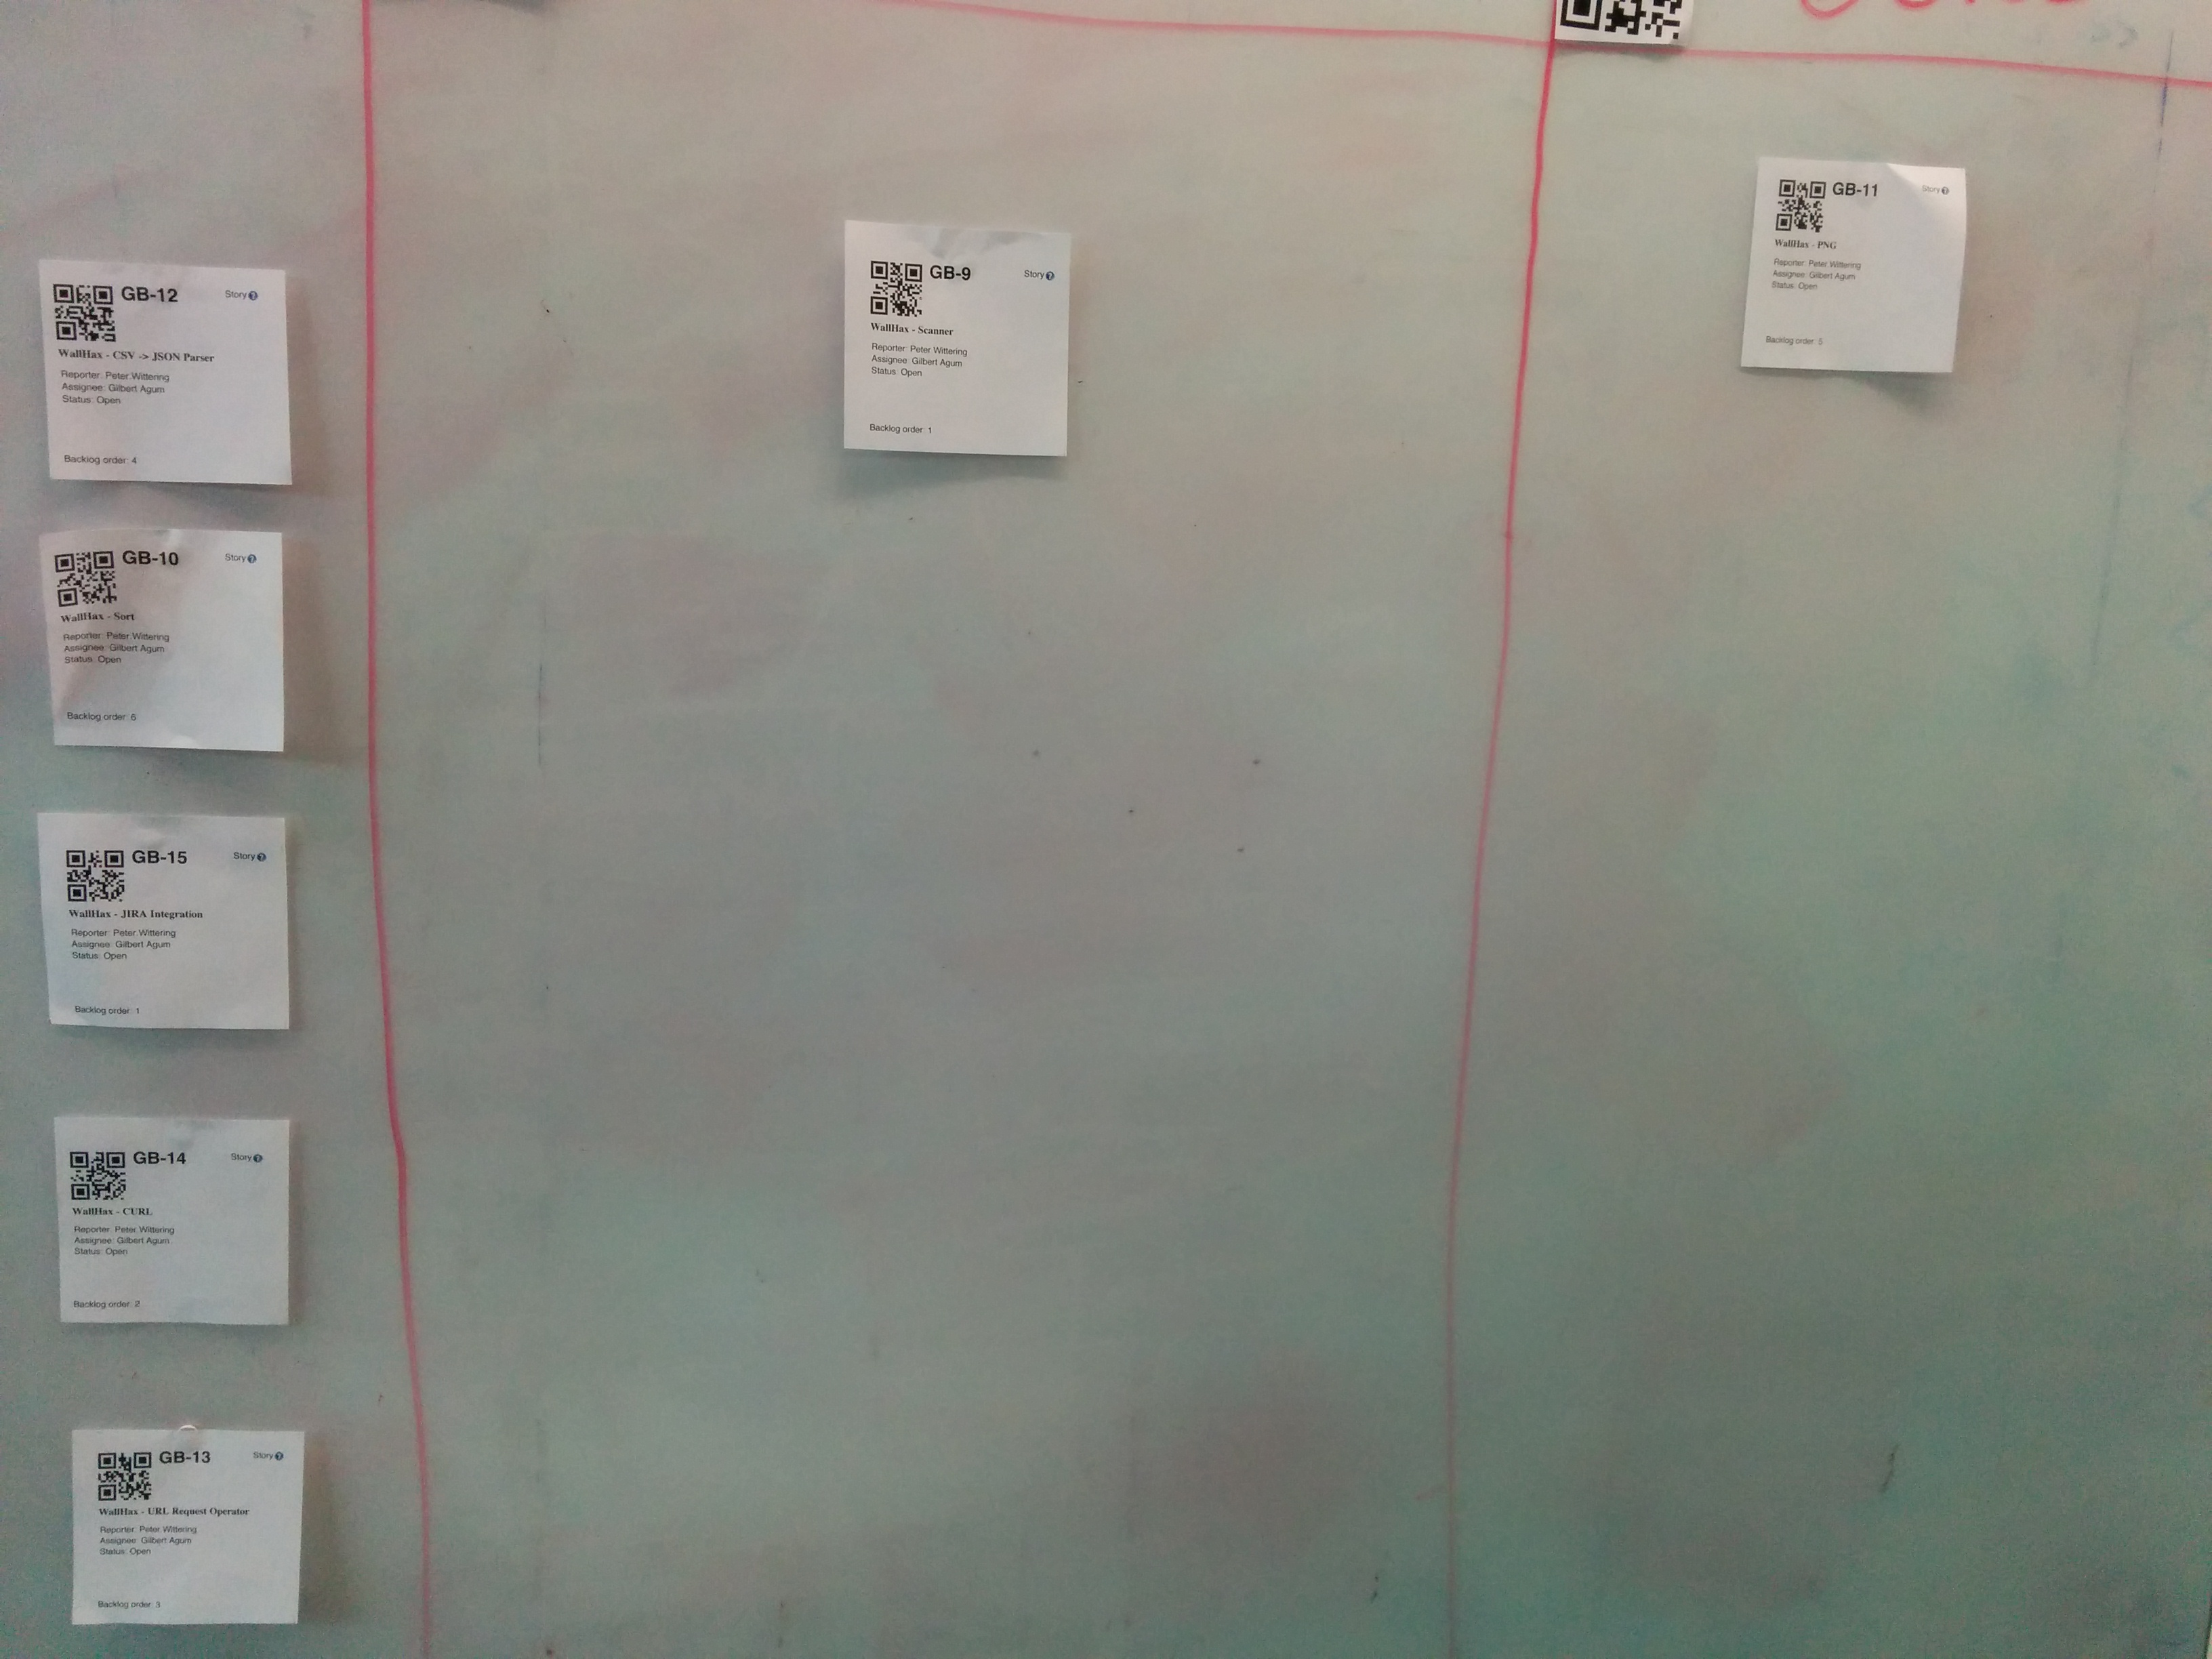 GB-12 Story
WallHax - CSV -> JSON Parser
Reporter: Peter Wittering
Assignee: Gilbert Agum
Status: Open
Backlog order: 4
GB-10 Story
WallHax - Sort
Reporter: Peter Wittering
Assignee: Gilbert Agum
Status: Open
Backlog order: 6
GB-15 Story
WallHax - JIRA Integration
Reporter: Peter Wittering
Assignee: Gilbert Agum
Status: Open
Backlog order: 1
GB-14 Story
WallHax - CURL
Reporter: Peter Wittering
Assignee: Gilbert Agum
Status: Open
Backlog order: 2
GB-13 Story
WallHax - URL Request Operator
Reporter: Peter Wittering
Assignee: Gilbert Agum
Status: Open
Backlog order: 3
GB-9 Story
WallHax - Scanner
Reporter: Peter Wittering
Assignee: Gilbert Agum
Status: Open
Backlog order: 1
GB-11 Story
WallHax - PNG
Reporter: Peter Wittering
Assignee: Gilbert Agum
Status: Open
Backlog order: 5